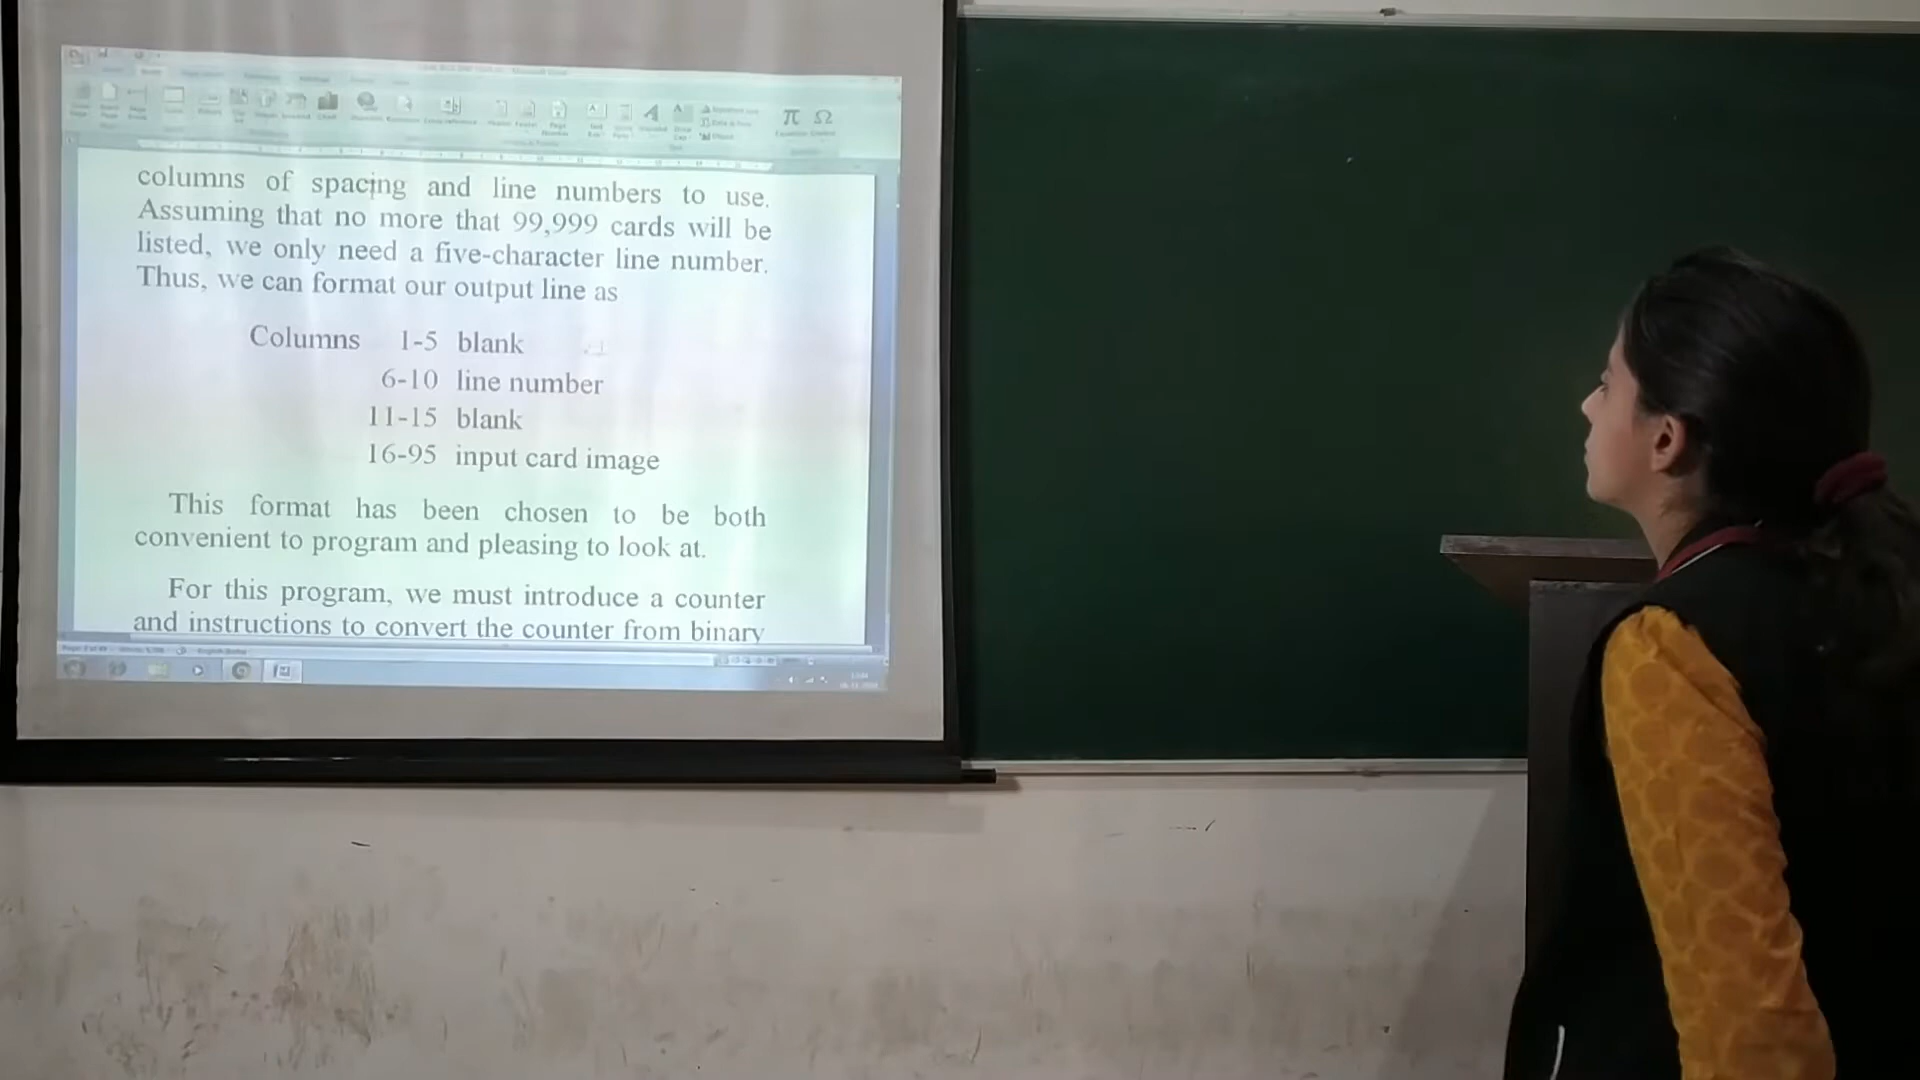 columns of spacing and line numbers to use.
Assuming that no more that 99,999 cards will be
listed, we only need a five-character line number.
Thus, we can format our output line as
Columns 1-5 blank
6-10 line number
11-15 blank
16-95 input card image
This format has been chosen to be both
convenient to program and pleasing to look at.
For this program, we must introduce a counter
and instructions to convert the counter from binary